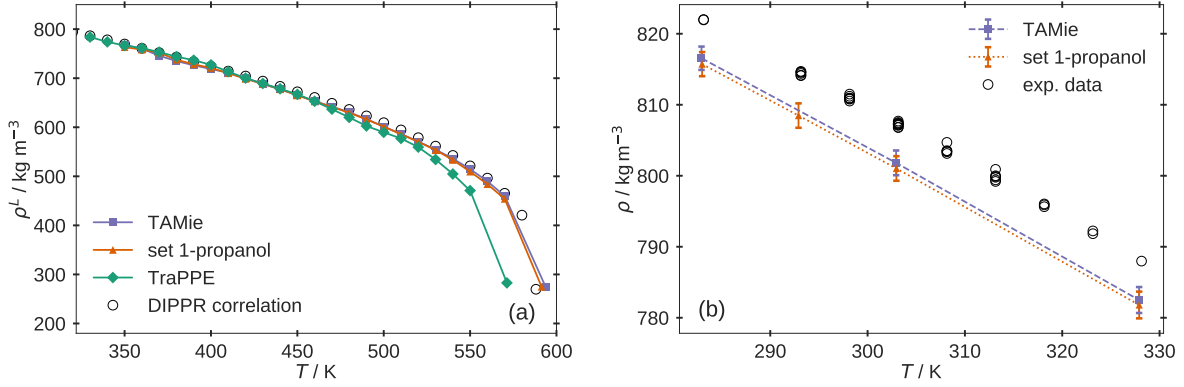 800
700
600
500
400
300
200
ρᴸ / kg m⁻³
TAMie
set 1-propanol
TraPPE
DIPPR correlation
(a)
350 400 450 500 550 600
T / K
820
810
800
790
780
ρ / kg m⁻³
TAMie
set 1-propanol
exp. data
(b)
290 300 310 320 330
T / K